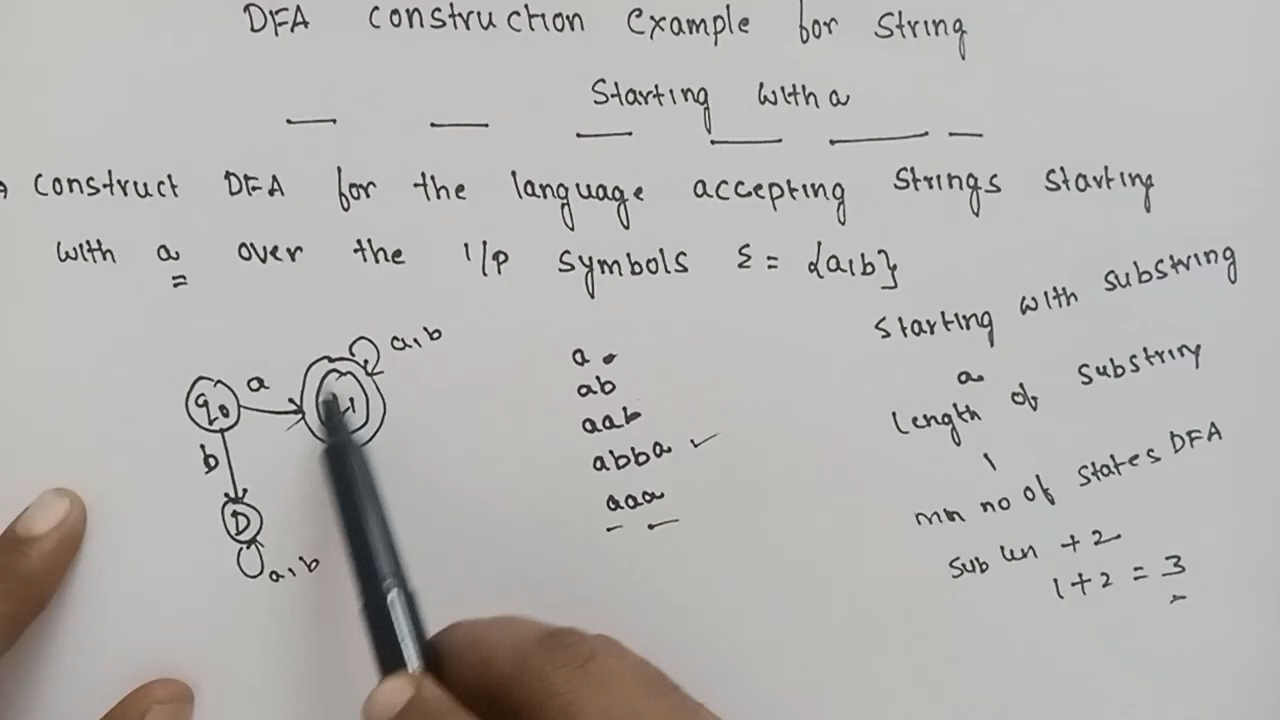 DFA construction Example for String
Starting with a
construct DFA for the language accepting Strings Starting
with a over the I/P symbols Σ = {a,b}
a
a,b
q0
b
D
a,b
a
ab
aab
abba ✓
aaa
Starting with substring
a
length of substring
1
min no of states DFA
Sub len + 2
1 + 2 = 3